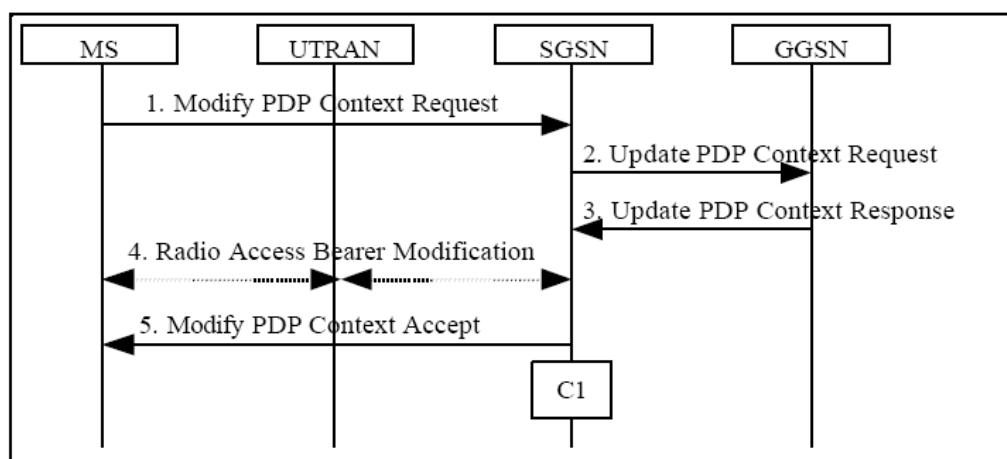 MS
UTRAN
SGSN
GGSN
1. Modify PDP Context Request
2. Update PDP Context Request
3. Update PDP Context Response
4. Radio Access Bearer Modification
5. Modify PDP Context Accept
C1